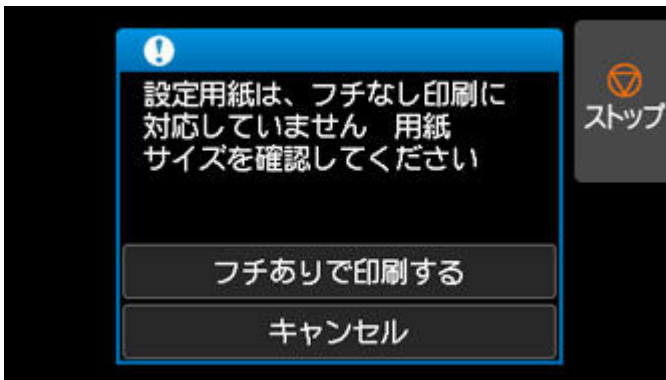 設定用紙は、フチなし印刷に
対応していません　用紙
サイズを確認してください
フチありで印刷する
キャンセル
ストップ